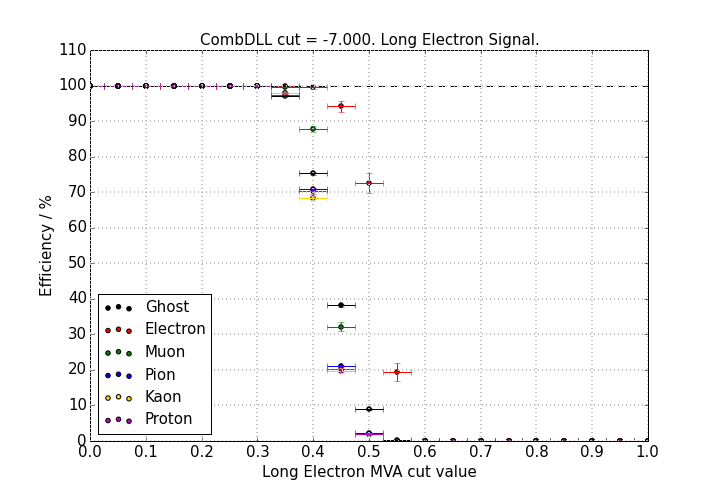 CombDLL cut = -7.000. Long Electron Signal.
110
100
90
80
70
60
50
40
30
20
10
0
Efficiency / %
Ghost
Electron
Muon
Pion
Kaon
Proton
0.0 0.1 0.2 0.3 0.4 0.5 0.6 0.7 0.8 0.9 1.0
Long Electron MVA cut value